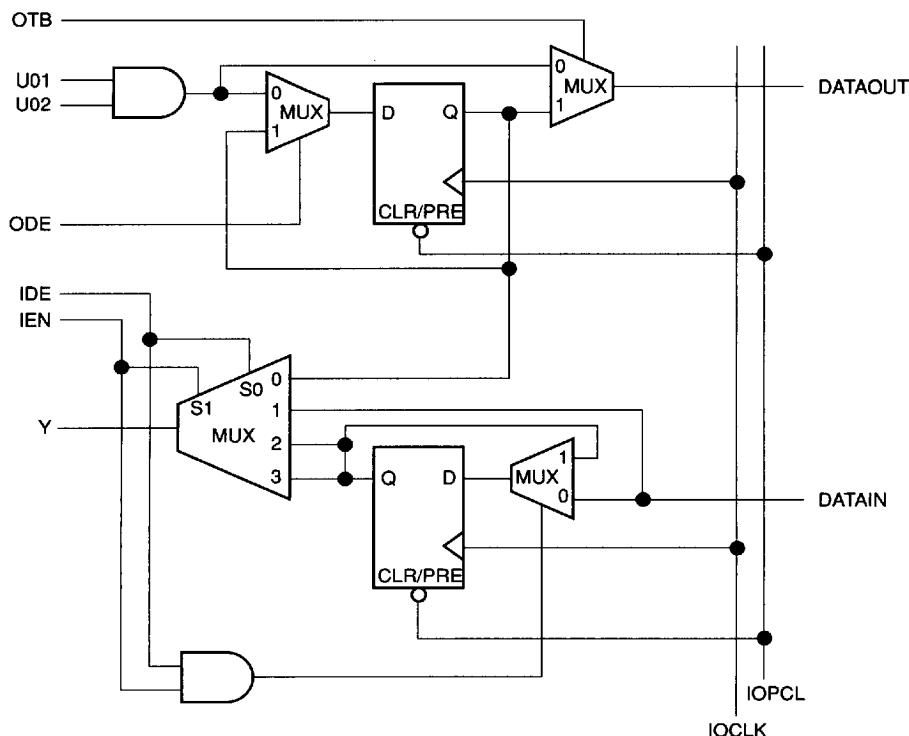 OTB
U01
U02
0
MUX
1
D
Q
CLR/PRE
0
MUX
1
DATAOUT
ODE
IDE
IEN
S1
S0
MUX
0
1
2
3
Y
Q
D
CLR/PRE
1
MUX
0
DATAIN
IOPCL
IOCLK